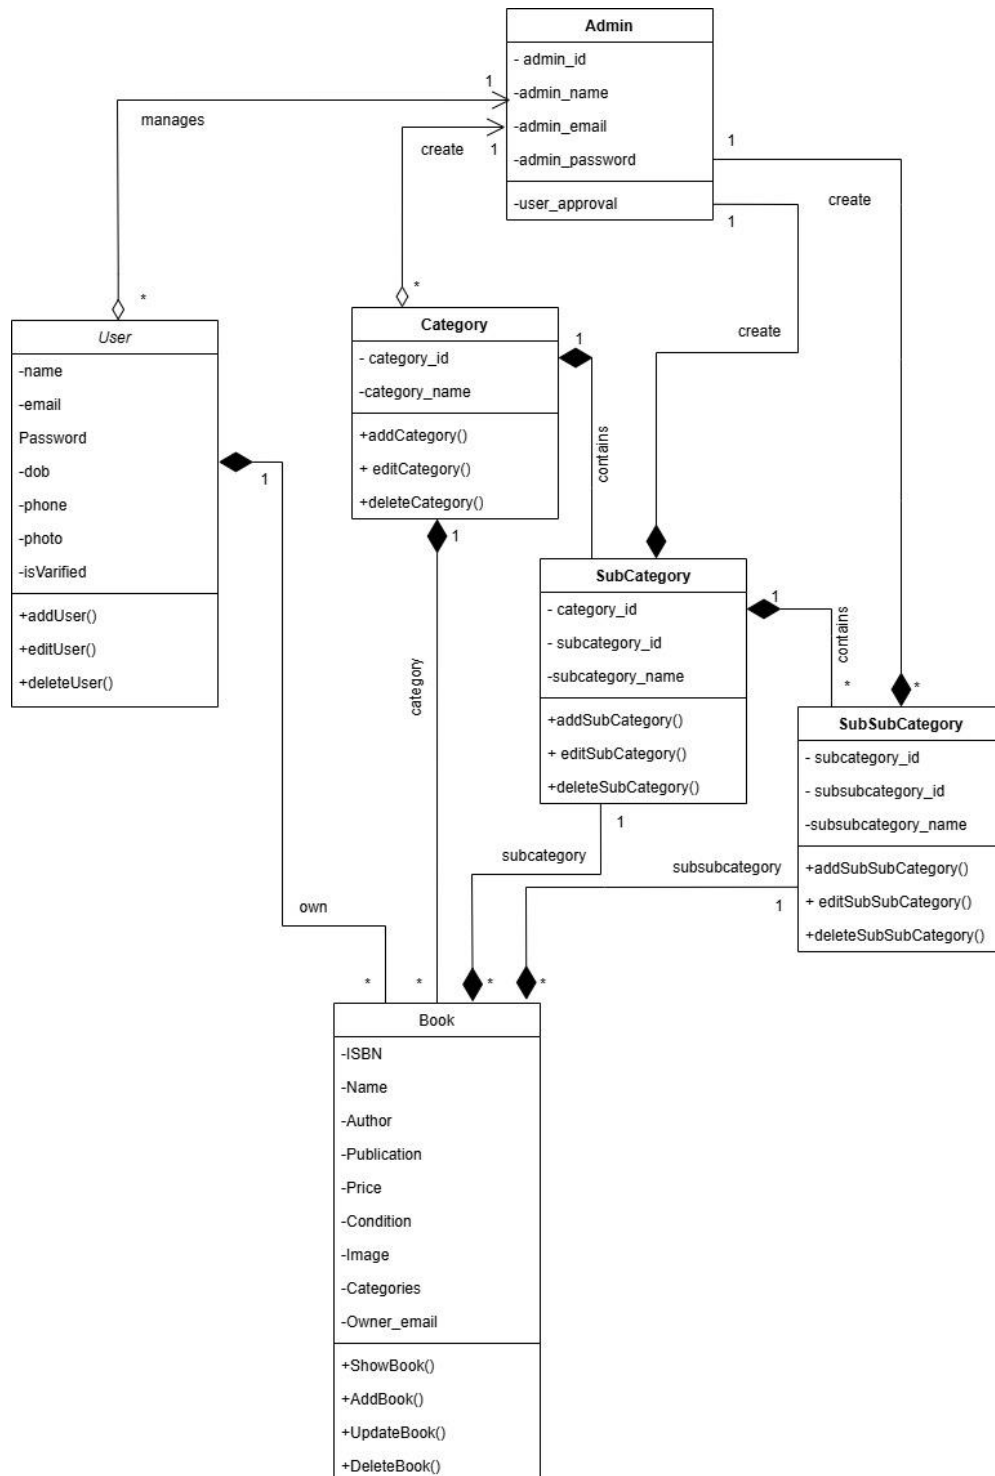 Admin
- admin_id
-admin_name
-admin_email
-admin_password
-user_approval
1
manages
create
1
1
create
1
*
*
create
User
-name
-email
Password
-dob
-phone
-photo
-isVarified
+addUser()
+editUser()
+deleteUser()
1
Category
- category_id
-category_name
+addCategory()
+ editCategory()
+deleteCategory()
1
contains
1
category
SubCategory
- category_id
- subcategory_id
-subcategory_name
+addSubCategory()
+ editSubCategory()
+deleteSubCategory()
1
contains
*
*
1
subcategory
SubSubCategory
- subcategory_id
- subsubcategory_id
-subsubcategory_name
+addSubSubCategory()
+ editSubSubCategory()
+deleteSubSubCategory()
subsubcategory
1
own
*
*
*
*
Book
-ISBN
-Name
-Author
-Publication
-Price
-Condition
-Image
-Categories
-Owner_email
+ShowBook()
+AddBook()
+UpdateBook()
+DeleteBook()